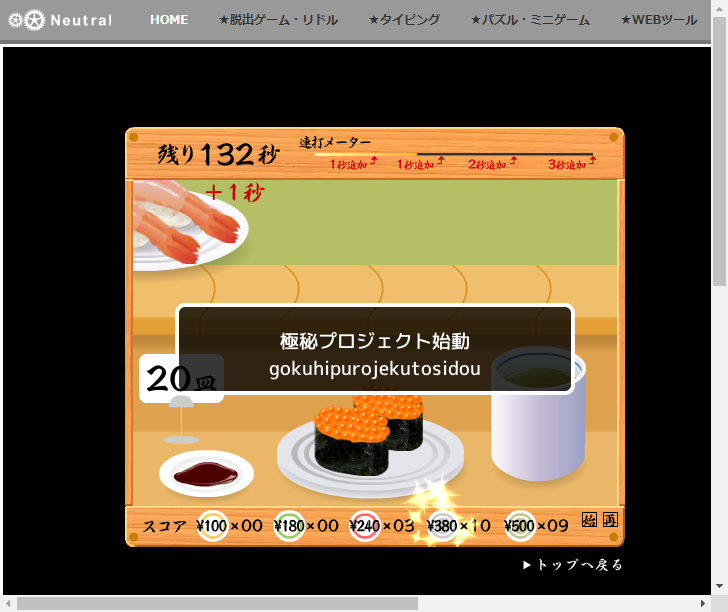 Neutral HOME ★脱出ゲーム・リドル ★タイピング ★パズル・ミニゲーム ★WEBツール
残り132秒 連打メーター
1秒追加 1秒追加 2秒追加 3秒追加
+1秒
極秘プロジェクト始動
gokuhipurojekutosidou
20皿
スコア ¥100×00 ¥180×00 ¥240×03 ¥380×10 ¥500×09 始 再
▶トップへ戻る